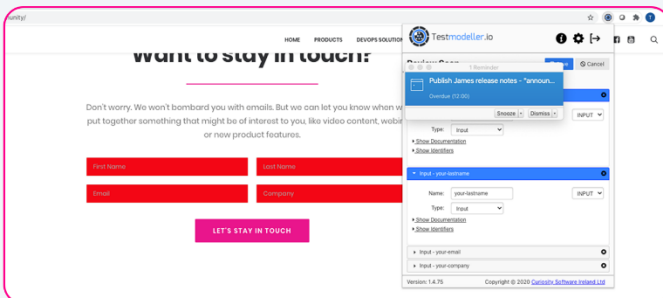 unity/
HOME PRODUCTS DEVOPS SOLUTION
Want to stay in touch?
Don't worry. We won't bombard you with emails. But we can let you know when w
put together something that might be of interest to you, like video content, webin
or new product features.
First Name
Last Name
Email
Company
LET'S STAY IN TOUCH
Testmodeller.io
Cancel
1 Reminder
Publish James release notes - "announ...
Overdue (12:00)
Snooze
Dismiss
INPUT
Type: Input
Show Documentation
Show Identifiers
Input - your-lastname
Name: your-lastname INPUT
Type: Input
Show Documentation
Show Identifiers
Input - your-email
Input - your-company
Version: 1.4.75 Copyright © 2020 Curiosity Software Ireland Ltd